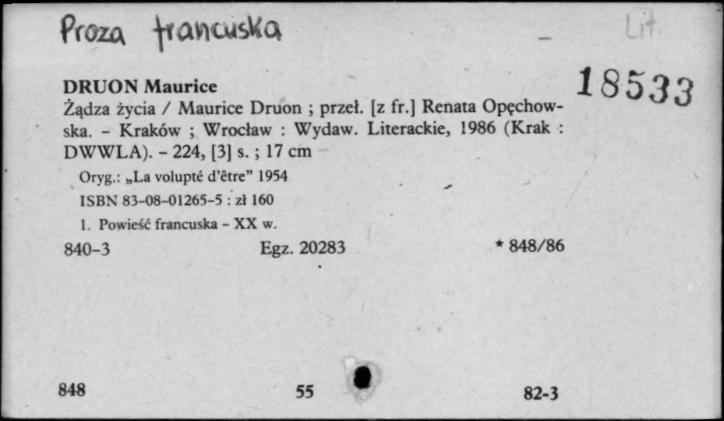 Proza francuska
Lit.
18533
DRUON Maurice
Żądza życia / Maurice Druon ; przeł. [z fr.] Renata Opęchow-
ska. – Kraków ; Wrocław : Wydaw. Literackie, 1986 (Krak :
DWWLA). – 224, [3] s. ; 17 cm
Oryg.: „La volupté d'être” 1954
ISBN 83-08-01265-5 : zł 160
1. Powieść francuska – XX w.
840-3 Egz. 20283 * 848/86
848 55 82-3